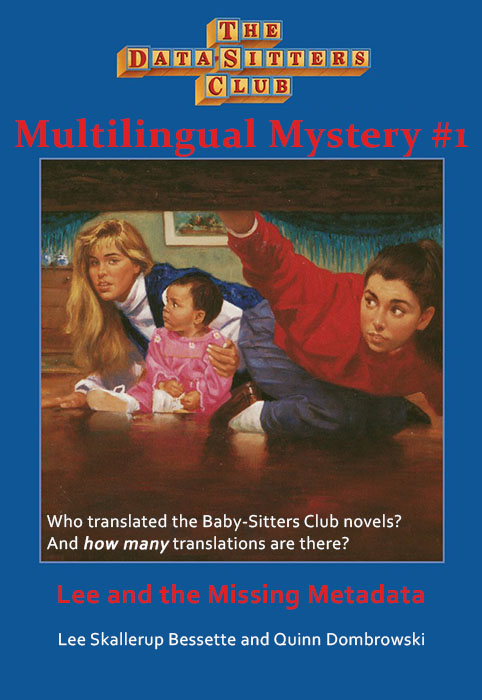 THE
DATA SITTERS
CLUB
Multilingual Mystery #1
Who translated the Baby-Sitters Club novels?
And how many translations are there?
Lee and the Missing Metadata
Lee Skallerup Bessette and Quinn Dombrowski